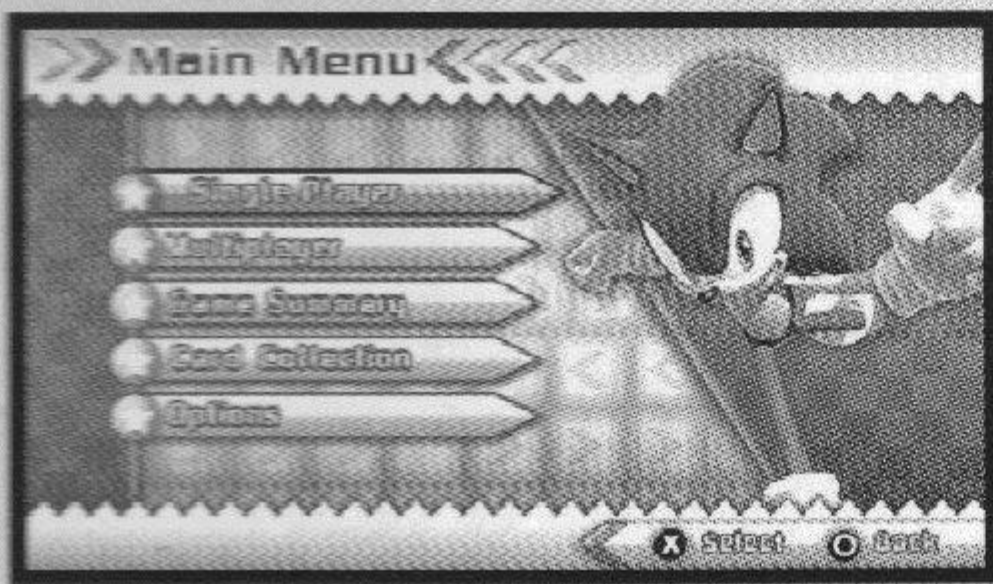 Main Menu
Single Player
Multiplayer
Game Summary
Card Collection
Options
X Select O Back